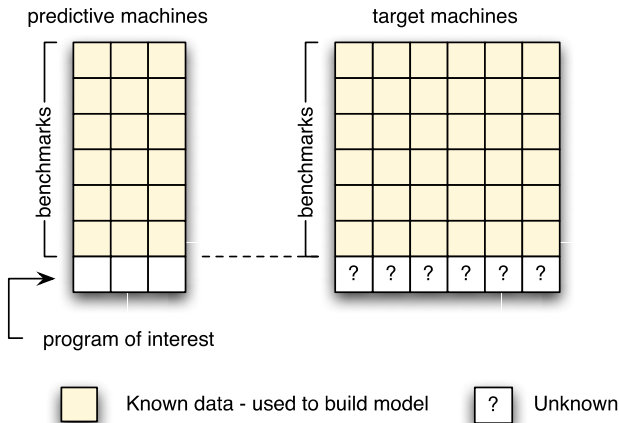 predictive machines
target machines
benchmarks
benchmarks
? ? ? ? ? ?
program of interest
Known data - used to build model
? Unknown